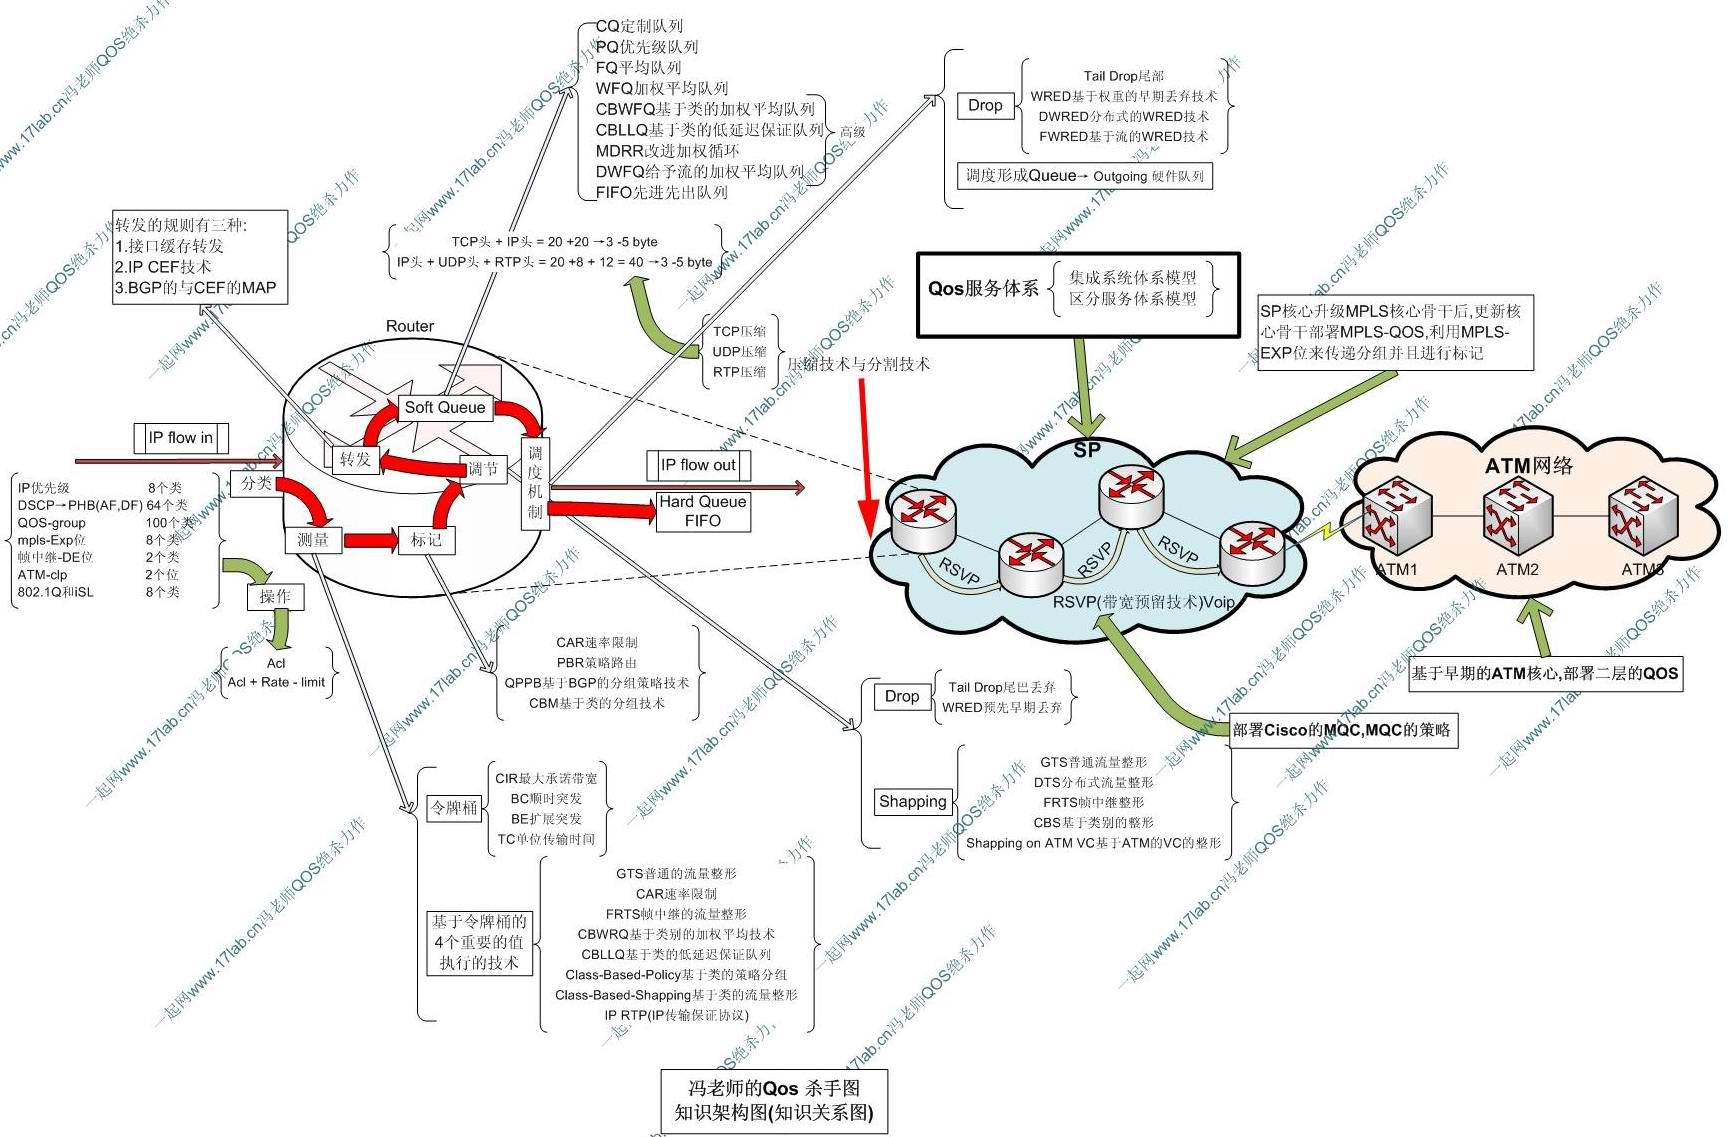 CQ定制队列
PQ优先级队列
FQ平均队列
WFQ加权平均队列
CBWFQ基于类的加权平均队列
CBLLQ基于类的低延迟保证队列
MDRR改进加权循环
DWFQ给予流的加权平均队列
FIFO先进先出队列
高级
Drop
Tail Drop尾部
WRED基于权重的早期丢弃技术
DWRED分布式的WRED技术
FWRED基于流的WRED技术
调度形成Queue→ Outgoing 硬件队列
转发的规则有三种:
1.接口缓存转发
2.IP CEF技术
3.BGP的与CEF的MAP
TCP头 + IP头 = 20 +20 →3 -5 byte
IP头 + UDP头 + RTP头 = 20 +8 + 12 = 40 →3 -5 byte
TCP压缩
UDP压缩
RTP压缩
压缩技术与分割技术
Qos服务体系
集成系统体系模型
区分服务体系模型
SP核心升级MPLS核心骨干后,更新核
心骨干部署MPLS-QOS,利用MPLS-
EXP位来传递分组并且进行标记
Router
Soft Queue
IP flow in
转发
调节
分类
测量
标记
调度机制
IP flow out
Hard Queue
FIFO
IP优先级 8个类
DSCP→PHB(AF,DF) 64个类
QOS-group 100个类
mpls-Exp位 8个类
帧中继-DE位 2个类
ATM-clp 2个位
802.1Q和iSL 8个类
操作
Acl
Acl + Rate - limit
SP
RSVP
RSVP
RSVP
RSVP(带宽预留技术)Voip
ATM网络
ATM1
ATM2
ATM3
基于早期的ATM核心,部署二层的QOS
部署Cisco的MQC,MQC的策略
CAR速率限制
PBR策略路由
QPPB基于BGP的分组策略技术
CBM基于类的分组技术
Drop
Tail Drop尾巴丢弃
WRED预先早期丢弃
Shapping
GTS普通流量整形
DTS分布式流量整形
FRTS帧中继整形
CBS基于类别的整形
Shapping on ATM VC基于ATM的VC的整形
令牌桶
CIR最大承诺带宽
BC顺时突发
BE扩展突发
TC单位传输时间
基于令牌桶的
4个重要的值
执行的技术
GTS普通的流量整形
CAR速率限制
FRTS帧中继的流量整形
CBWRQ基于类别的加权平均技术
CBLLQ基于类的低延迟保证队列
Class-Based-Policy基于类的策略分组
Class-Based-Shapping基于类的流量整形
IP RTP(IP传输保证协议)
冯老师的Qos 杀手图
知识架构图(知识关系图)
一起网www.17lab.cn冯老师QOS绝杀力作